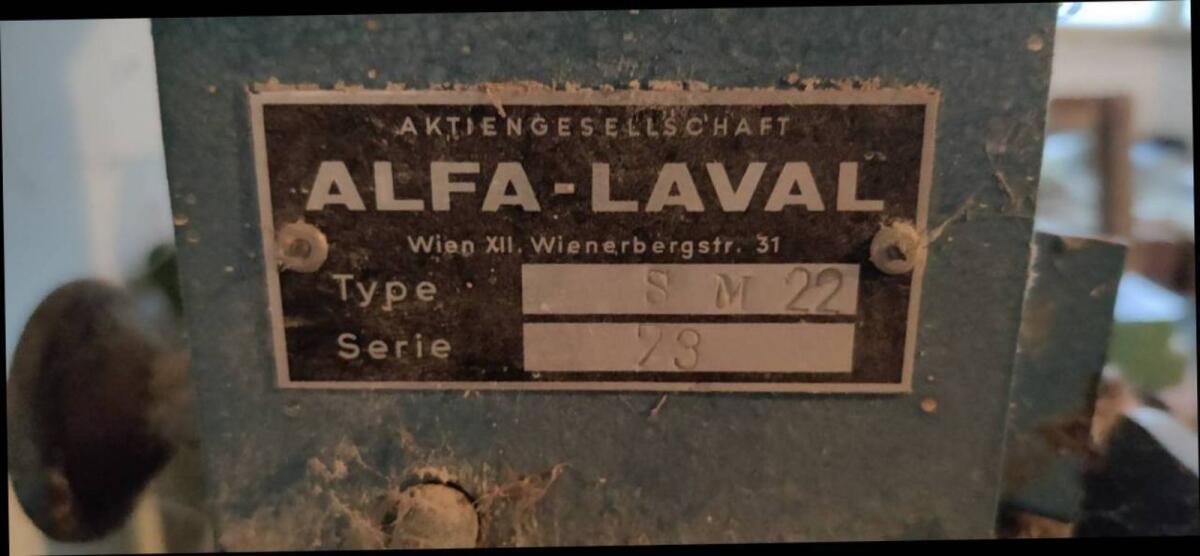 AKTIENGESELLSCHAFT
ALFA-LAVAL
Wien XII. Wienerbergstr. 31
Type S M 22
Serie 73